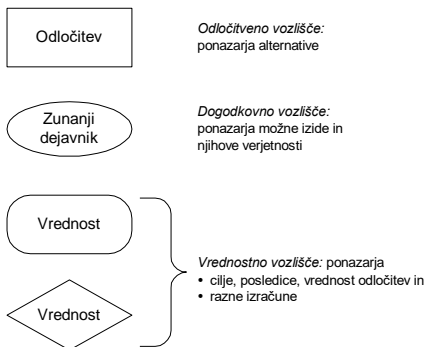 Odločitev
Odločitveno vozlišče:
ponazarja alternative
Zunanji
dejavnik
Dogodkovno vozlišče:
ponazarja možne izide in
njihove verjetnosti
Vrednost
Vrednost
Vrednostno vozlišče: ponazarja
• cilje, posledice, vrednost odločitev in
• razne izračune